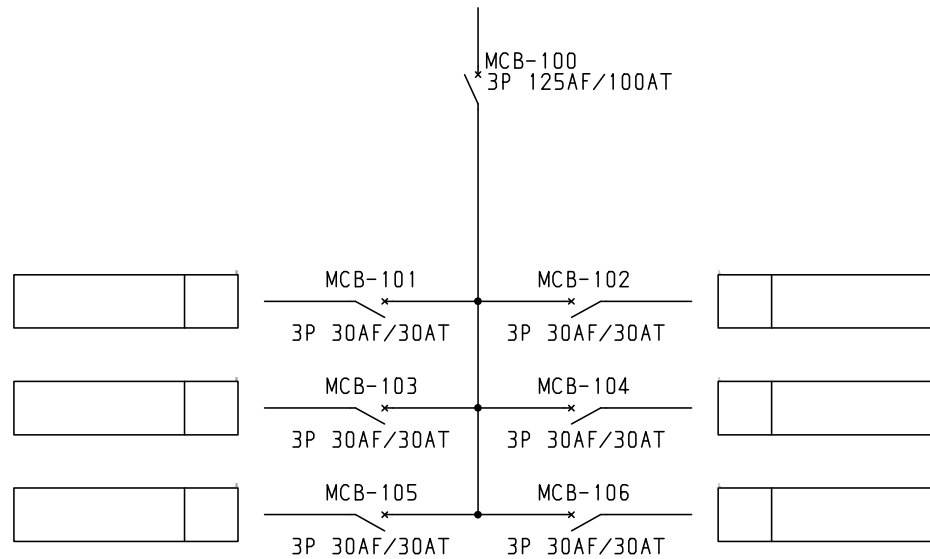 MCB-100
3P 125AF/100AT
MCB-101
3P 30AF/30AT
MCB-102
3P 30AF/30AT
MCB-103
3P 30AF/30AT
MCB-104
3P 30AF/30AT
MCB-105
3P 30AF/30AT
MCB-106
3P 30AF/30AT